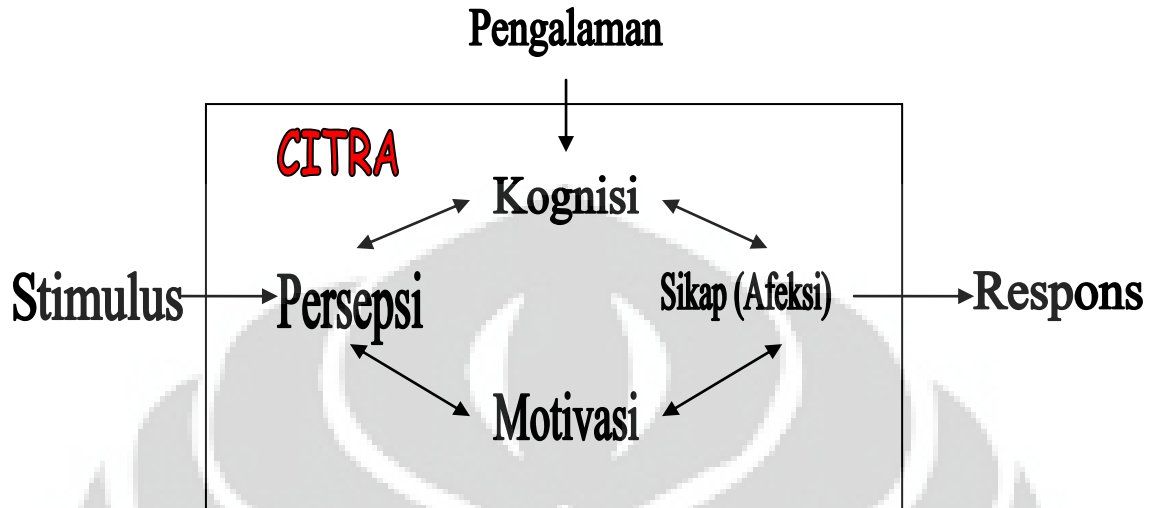 Pengalaman
CITRA
Kognisi
Stimulus
Persepsi
Sikap (Afeksi)
Respons
Motivasi